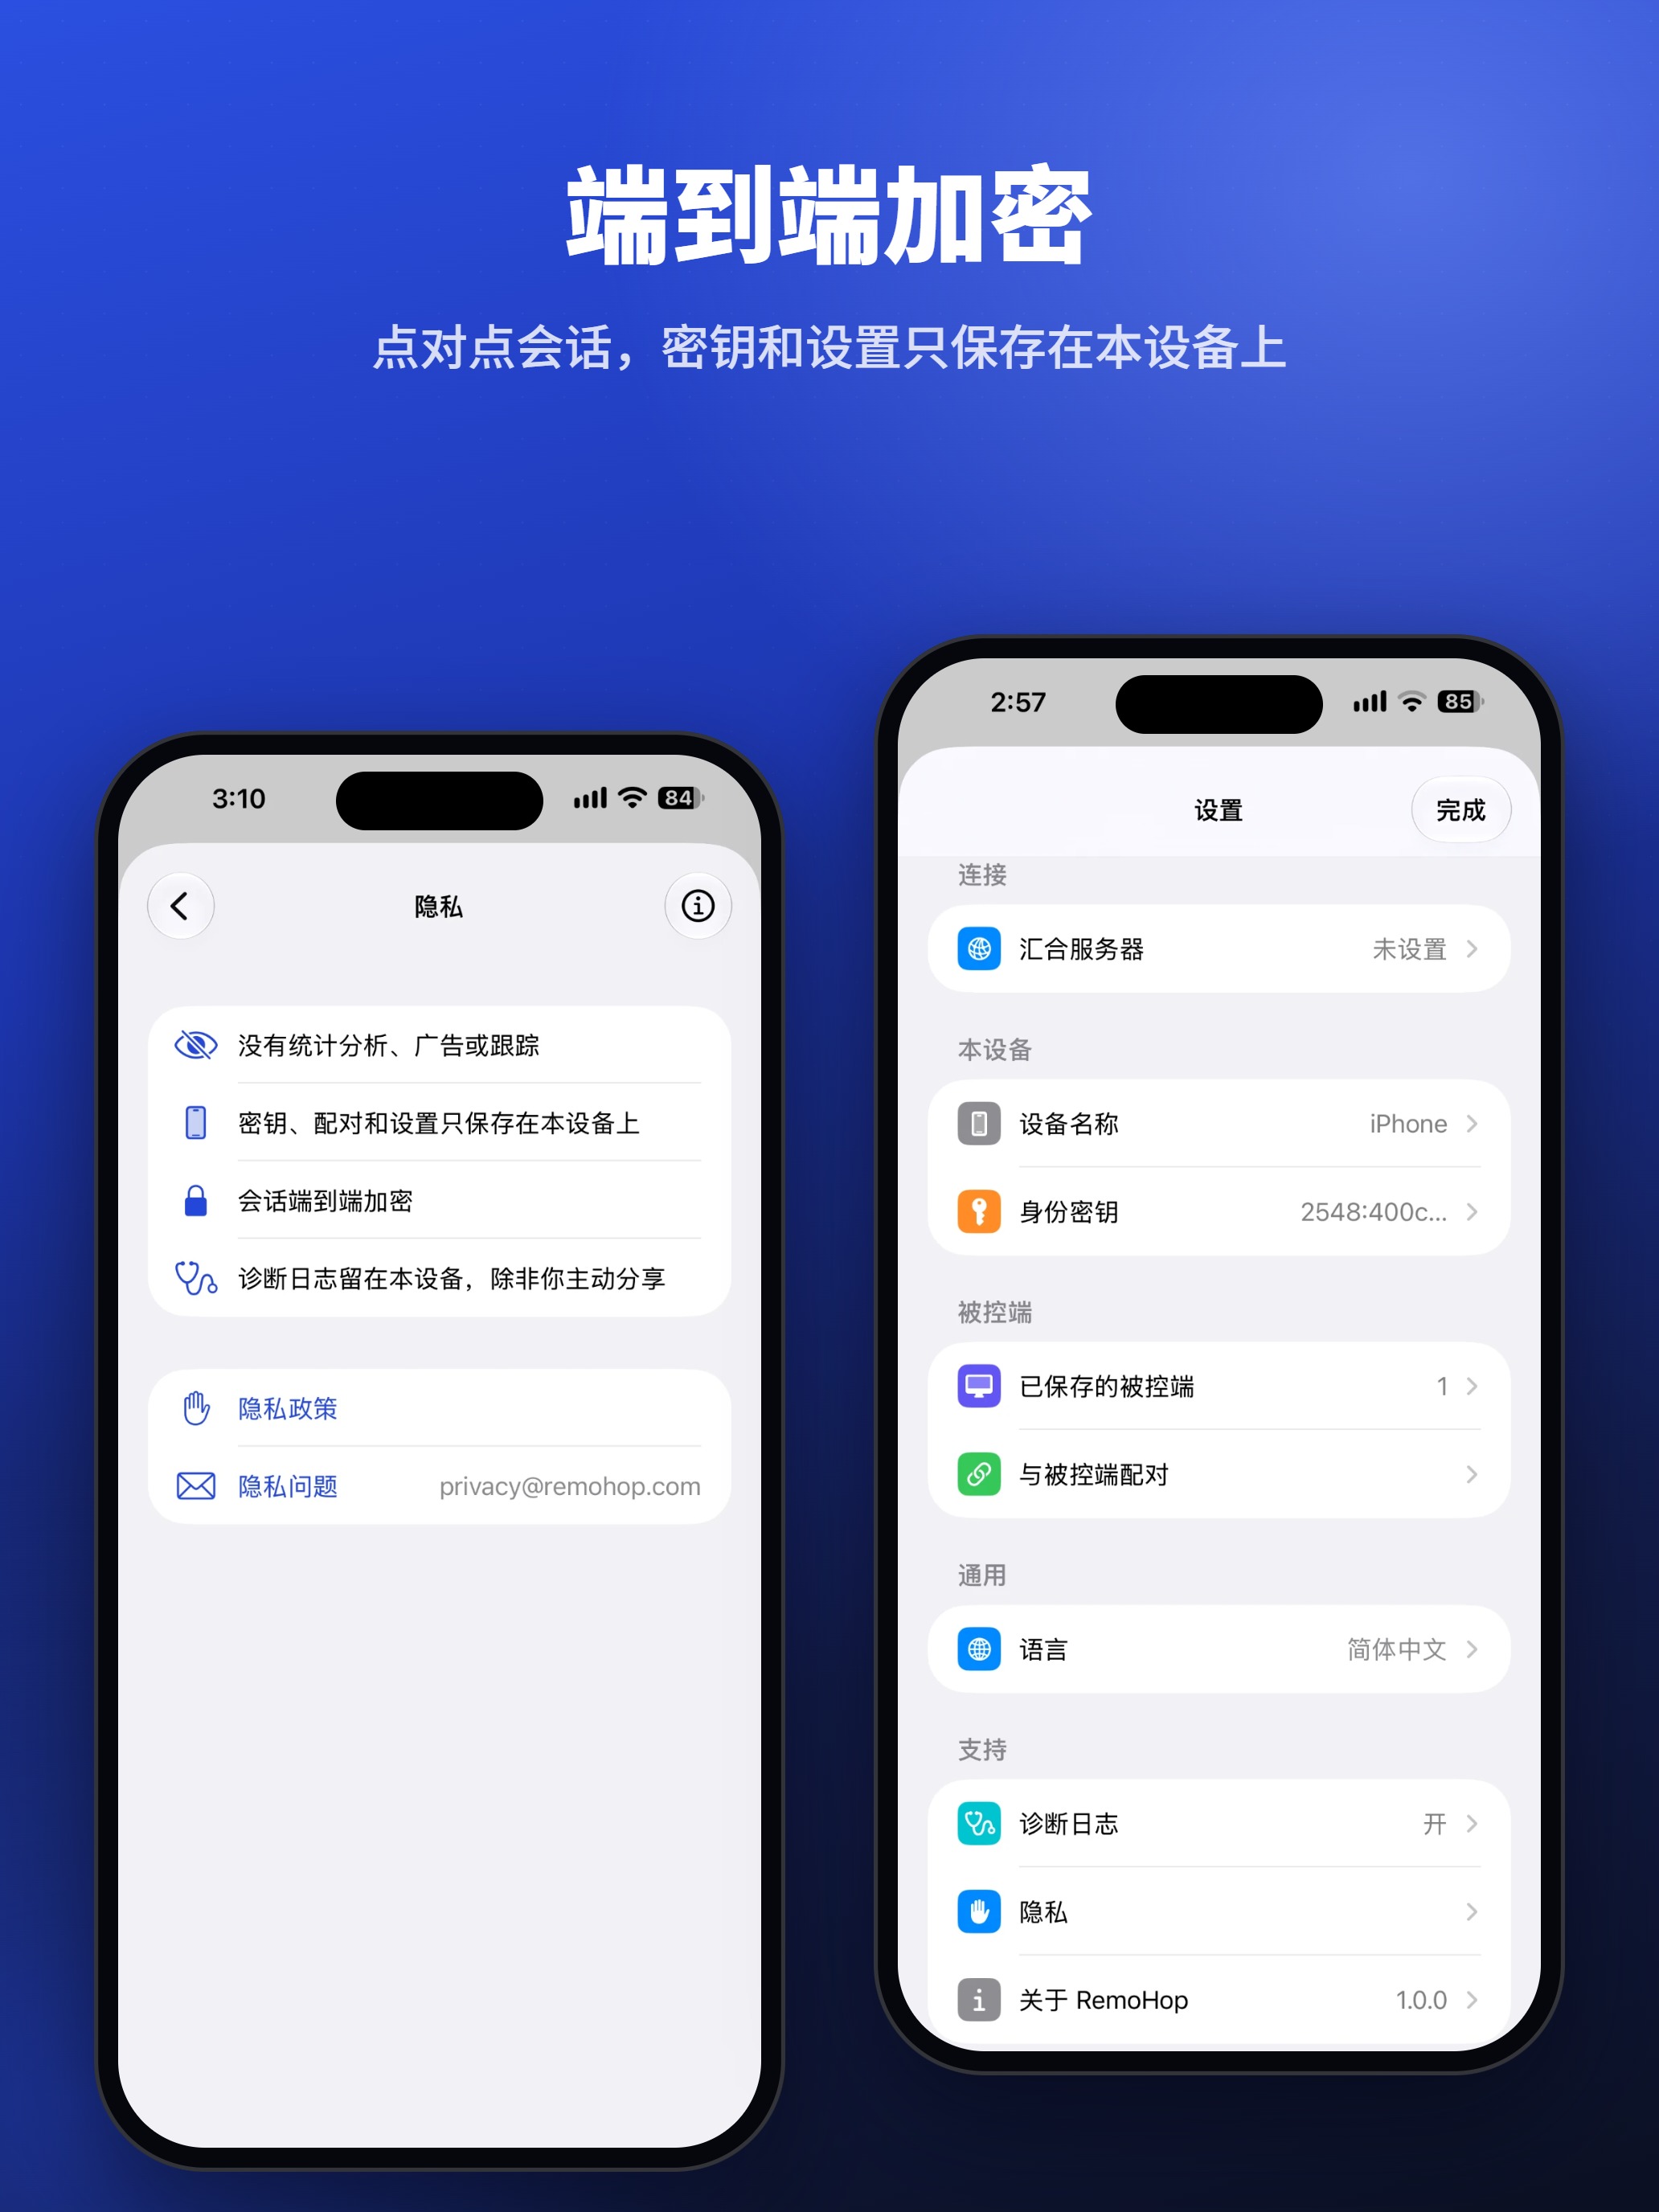 端到端加密
点对点会话，密钥和设置只保存在本设备上
3:10
84
隐私
没有统计分析、广告或跟踪
密钥、配对和设置只保存在本设备上
会话端到端加密
诊断日志留在本设备，除非你主动分享
隐私政策
隐私问题 privacy@remohop.com
2:57
85
设置
完成
连接
汇合服务器 未设置
本设备
设备名称 iPhone
身份密钥 2548:400c...
被控端
已保存的被控端 1
与被控端配对
通用
语言 简体中文
支持
诊断日志 开
隐私
关于 RemoHop 1.0.0